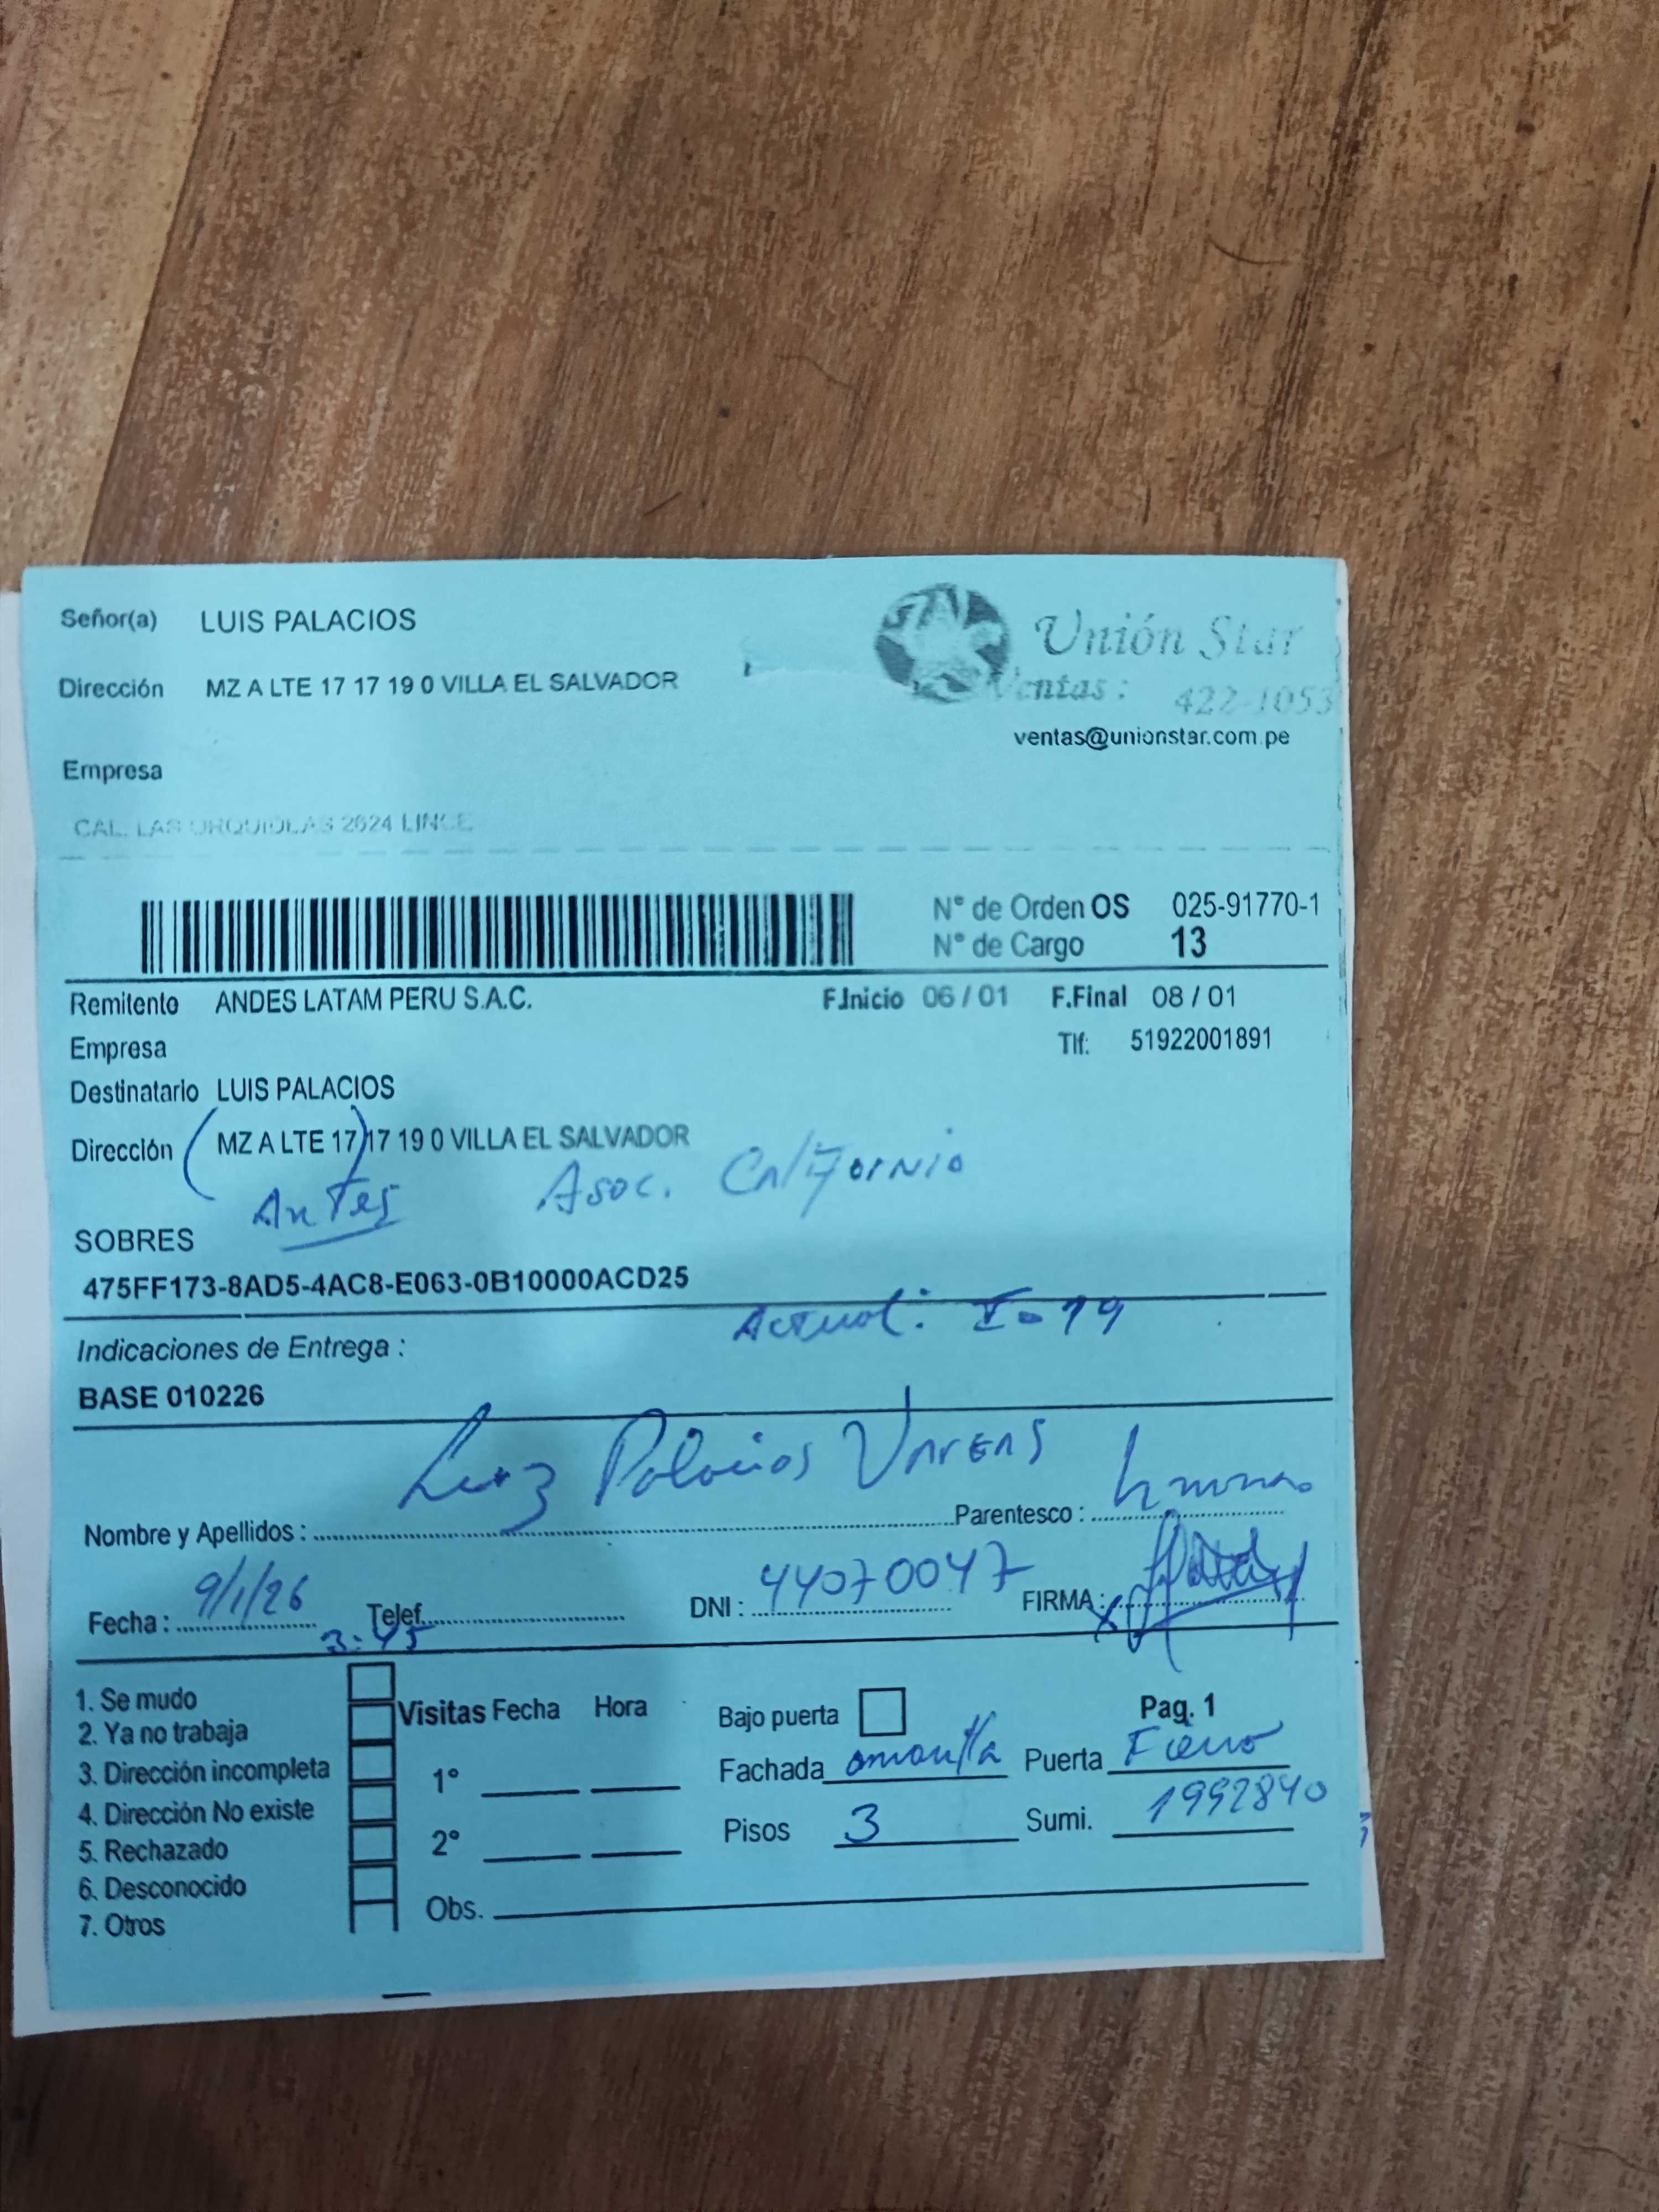 Señor(a) LUIS PALACIOS
Unión Star
Dirección MZ A LTE 17 17 19 0 VILLA EL SALVADOR
Ventas : 422-1053
ventas@unionstar.com.pe
Empresa
CAL. LAS ORQUIDEAS 2624 LINCE
N° de Orden OS 025-91770-1
N° de Cargo 13
Remitente ANDES LATAM PERU S.A.C. F.Inicio 06 / 01 F.Final 08 / 01
Empresa Tlf: 51922001891
Destinatario LUIS PALACIOS
Dirección (MZ A LTE 17) 17 19 0 VILLA EL SALVADOR
Antes Asoc. California
SOBRES
475FF173-8AD5-4AC8-E063-0B10000ACD25
Actual: I-19
Indicaciones de Entrega :
BASE 010226
Nombre y Apellidos : Luz Palacios Parentesco :
Fecha : 9/1/26 Telef. DNI : 44070047 FIRMA : x
3:45
1. Se mudo
2. Ya no trabaja
3. Dirección incompleta
4. Dirección No existe
5. Rechazado
6. Desconocido
7. Otros
Visitas Fecha Hora
1°
2°
Obs.
Bajo puerta Pag. 1
Fachada amarilla Puerta Fierro
Pisos 3 Sumi. 1992840